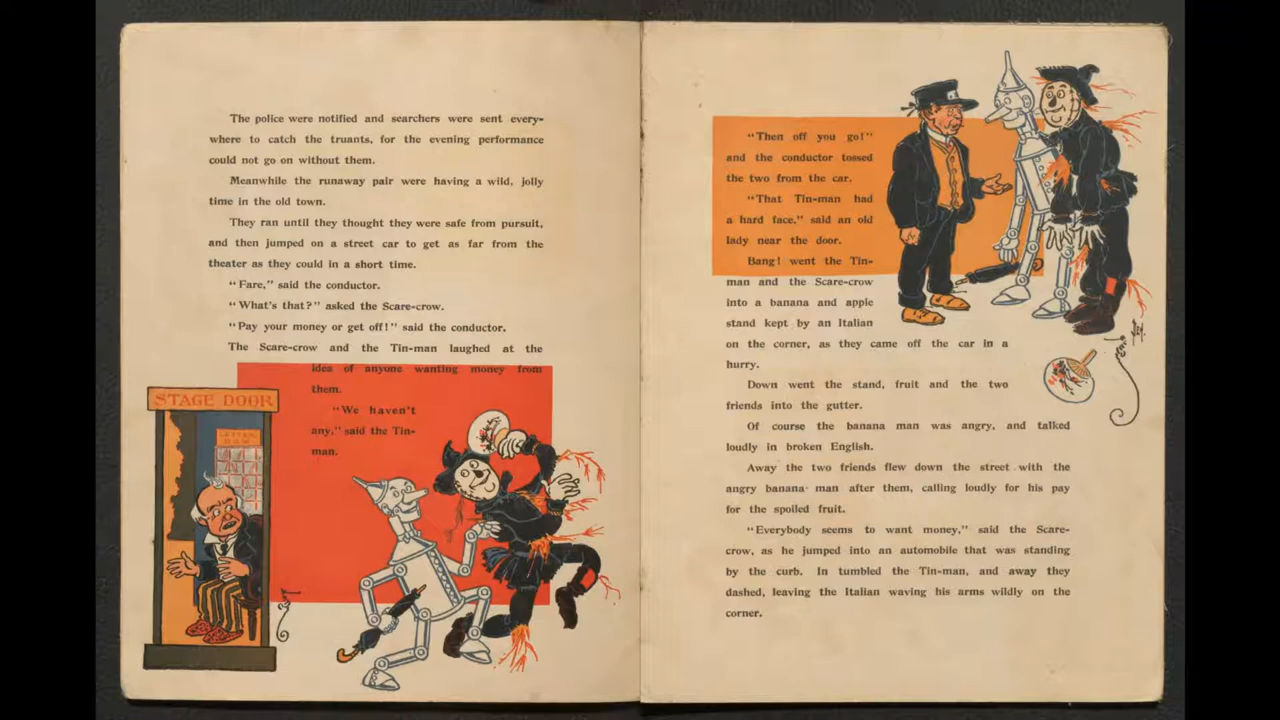 The police were notified and searchers were sent every-
where to catch the truants, for the evening performance
could not go on without them.
Meanwhile the runaway pair were having a wild, jolly
time in the old town.
They ran until they thought they were safe from pursuit,
and then jumped on a street car to get as far from the
theater as they could in a short time.
"Fare," said the conductor.
"What's that?" asked the Scare-crow.
"Pay your money or get off!" said the conductor.
The Scare-crow and the Tin-man laughed at the
idea of anyone wanting money from
them.
"We haven't
any," said the Tin-
man.
STAGE DOOR
"Then off you go!"
and the conductor tossed
the two from the car.
"That Tin-man had
a hard face," said an old
lady near the door.
Bang! went the Tin-
man and the Scare-crow
into a banana and apple
stand kept by an Italian
on the corner, as they came off the car in a
hurry.
Down went the stand, fruit and the two
friends into the gutter.
Of course the banana man was angry, and talked
loudly in broken English.
Away the two friends flew down the street with the
angry banana man after them, calling loudly for his pay
for the spoiled fruit.
"Everybody seems to want money," said the Scare-
crow, as he jumped into an automobile that was standing
by the curb. In tumbled the Tin-man, and away they
dashed, leaving the Italian waving his arms wildly on the
corner.